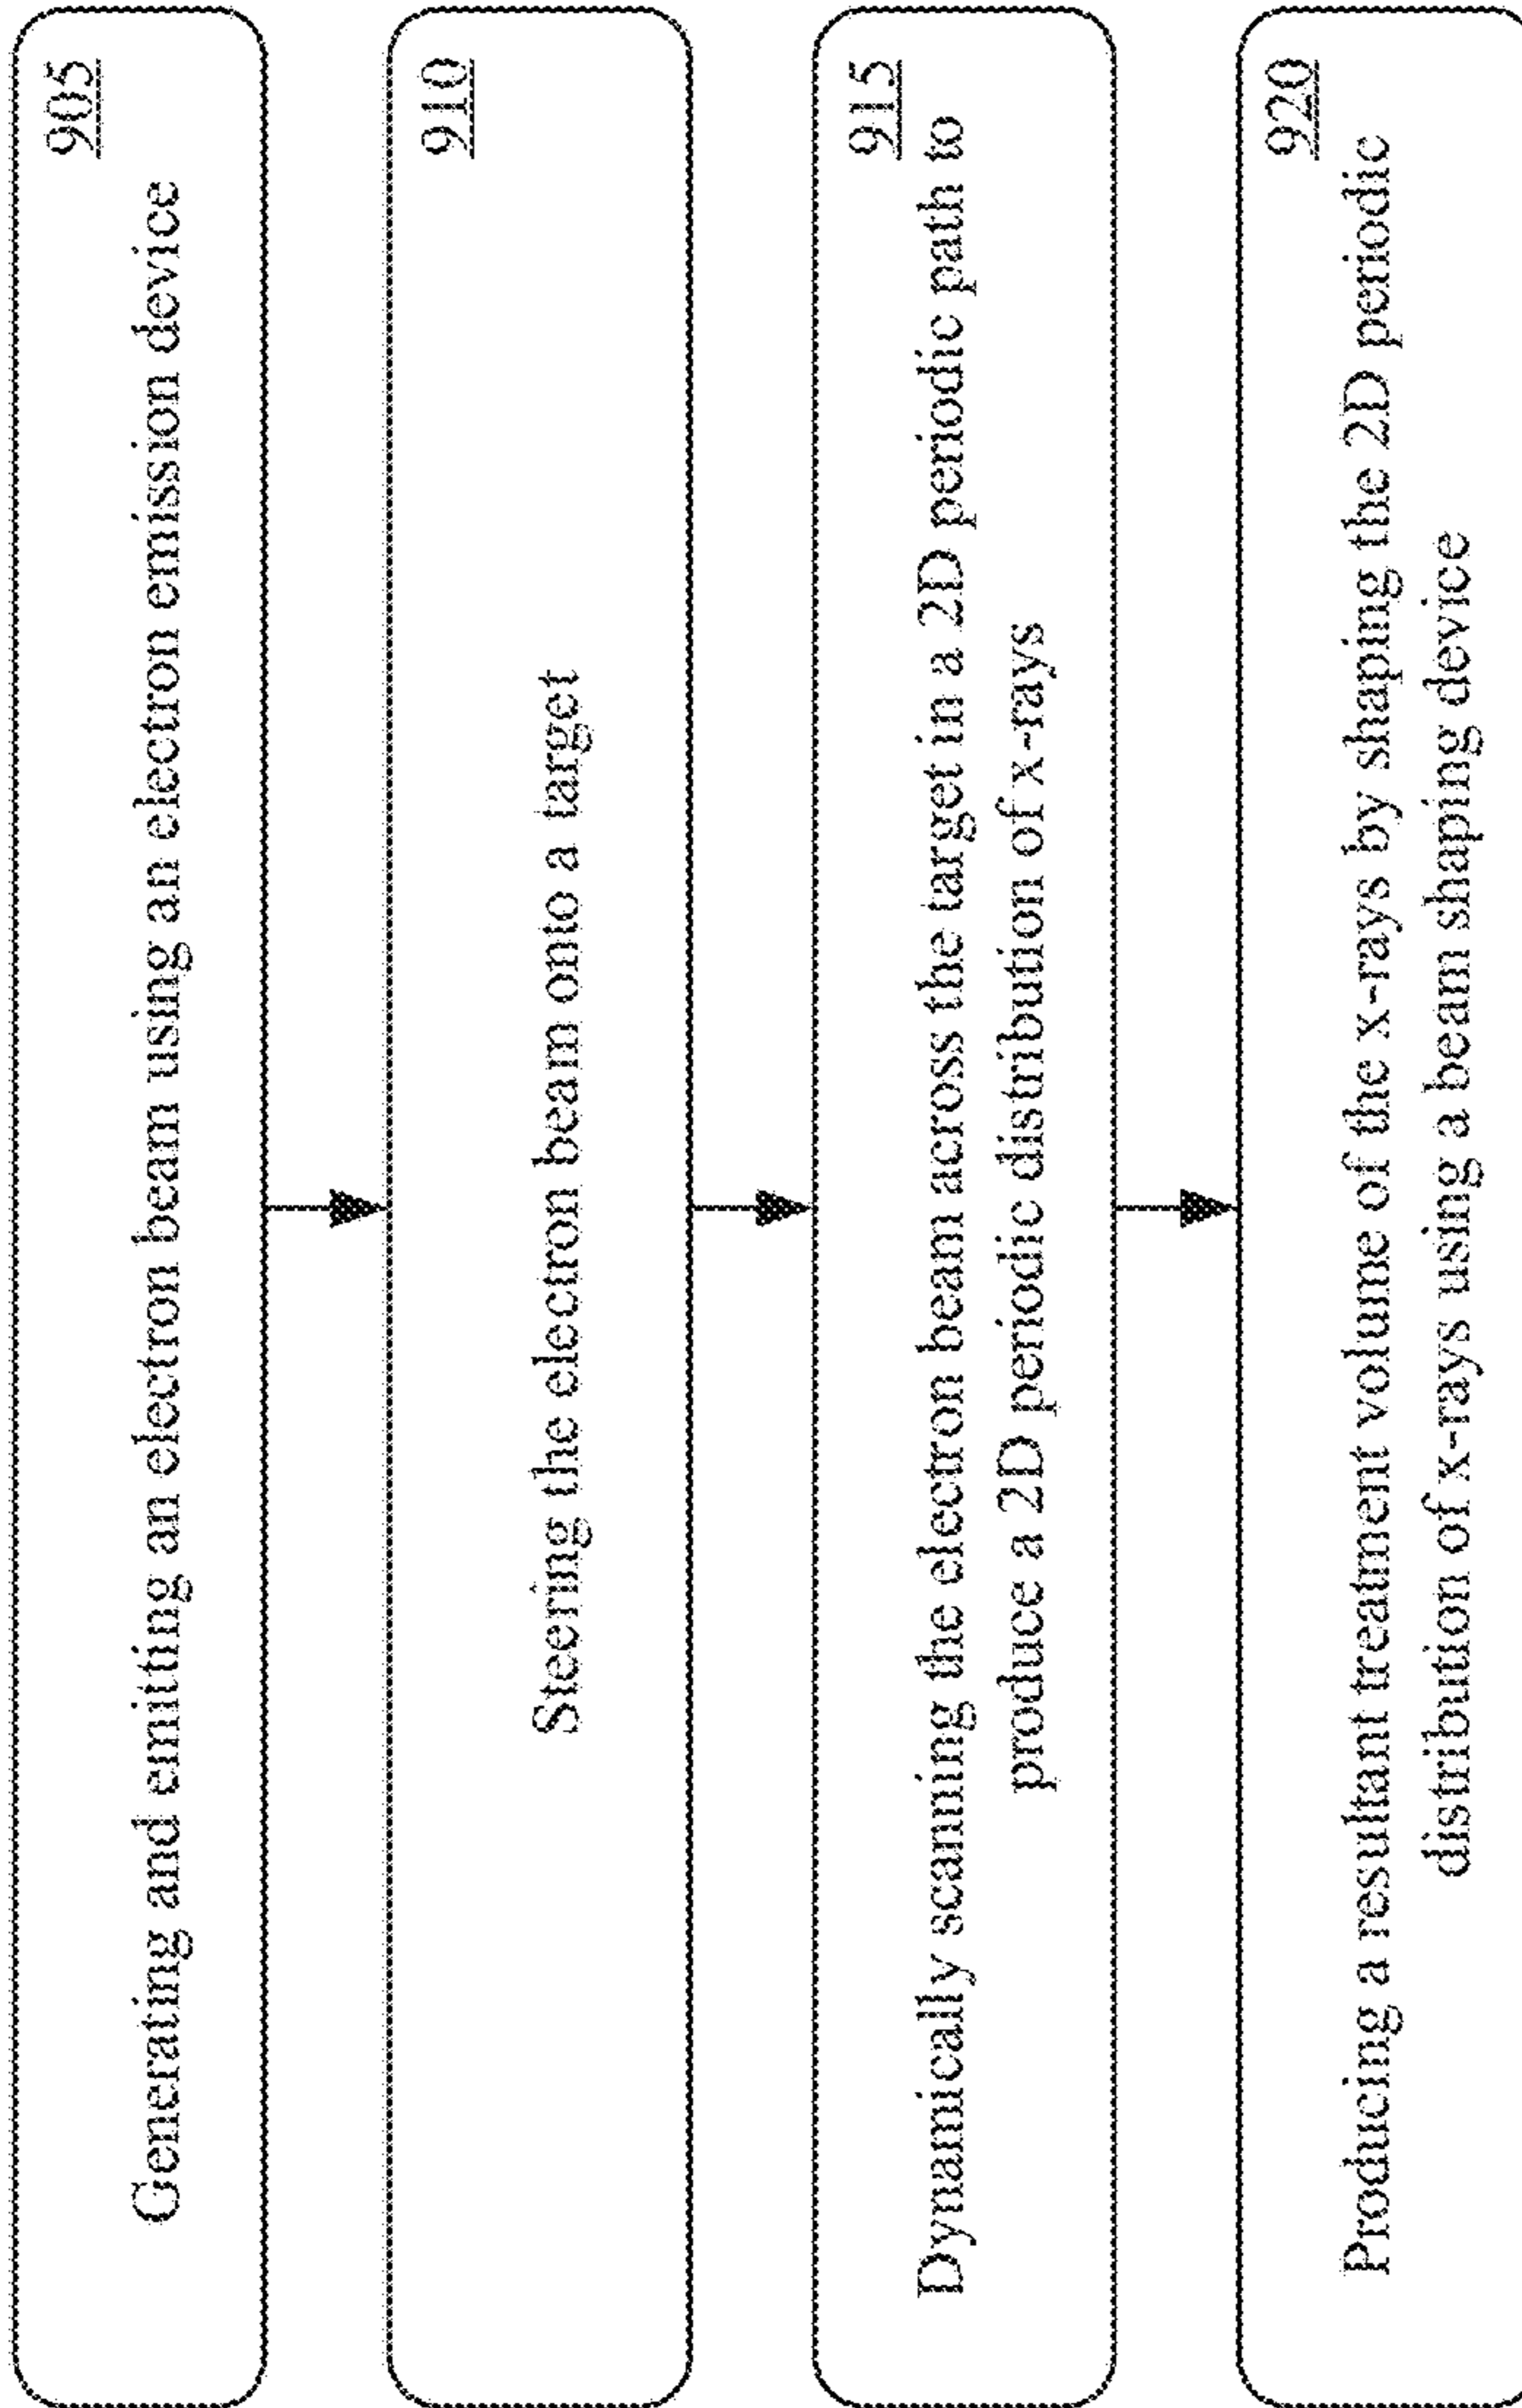 905
Generating and emitting an electron beam using an electron emission device
910
Steering the electron beam onto a target
915
Dynamically scanning the electron beam across the target in a 2D periodic path to
produce a 2D periodic distribution of x-rays
920
Producing a resultant treatment volume of the x-rays by shaping the 2D periodic
distribution of x-rays using a beam shaping device